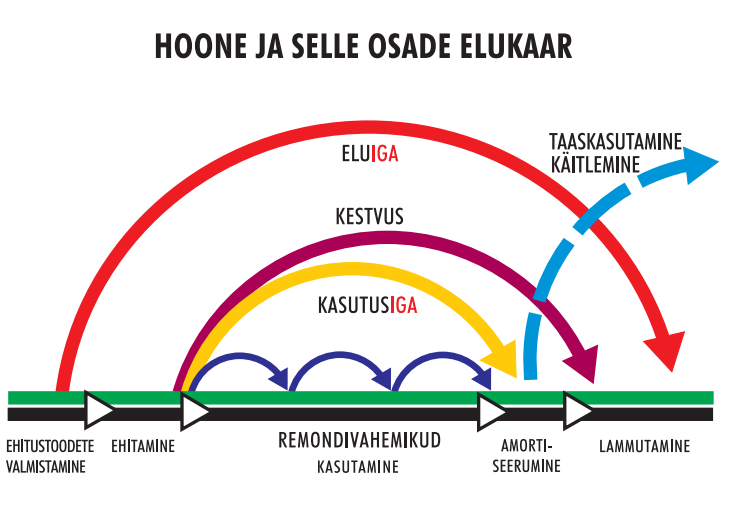 HOONE JA SELLE OSADE ELUKAAR
ELUIGA
TAASKASUTAMINE
KÄITLEMINE
KESTVUS
KASUTUSIGA
EHITUSTOODETE
VALMISTAMINE
EHITAMINE
REMONDIVAHEMIKUD
KASUTAMINE
AMORTI-
SEERUMINE
LAMMUTAMINE